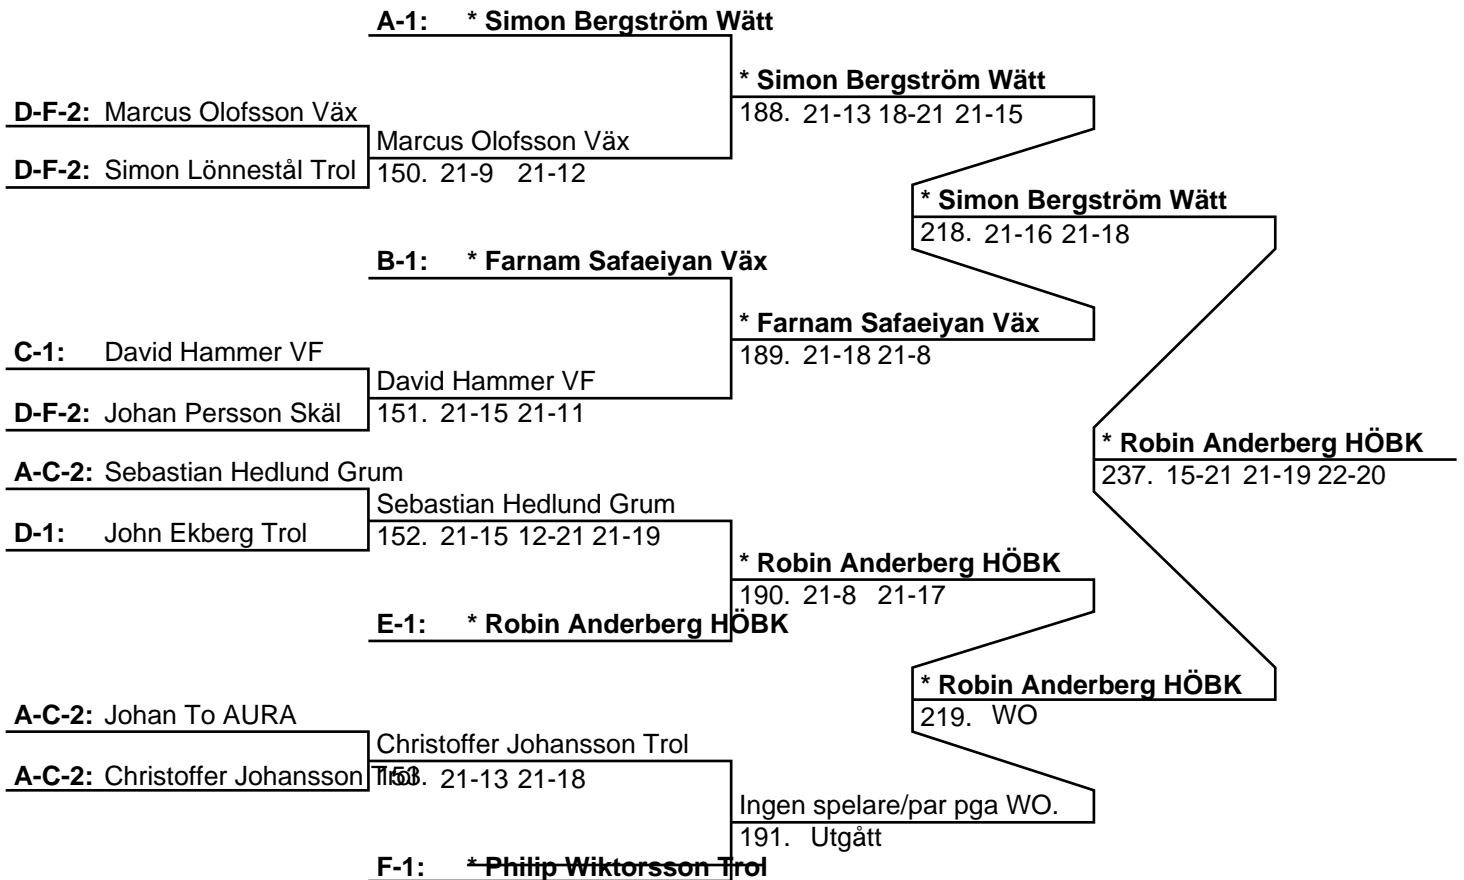 A-1: * Simon Bergström Wätt
* Simon Bergström Wätt
188. 21-13 18-21 21-15
D-F-2: Marcus Olofsson Väx
Marcus Olofsson Väx
D-F-2: Simon Lönnestål Trol
150. 21-9 21-12
* Simon Bergström Wätt
218. 21-16 21-18
B-1: * Farnam Safaeiyan Väx
* Farnam Safaeiyan Väx
189. 21-18 21-8
C-1: David Hammer VF
David Hammer VF
D-F-2: Johan Persson Skäl
151. 21-15 21-11
* Robin Anderberg HÖBK
237. 15-21 21-19 22-20
A-C-2: Sebastian Hedlund Grum
Sebastian Hedlund Grum
D-1: John Ekberg Trol
152. 21-15 12-21 21-19
* Robin Anderberg HÖBK
190. 21-8 21-17
E-1: * Robin Anderberg HÖBK
* Robin Anderberg HÖBK
219. WO
A-C-2: Johan To AURA
Christoffer Johansson Trol
A-C-2: Christoffer Johansson Trol
153. 21-13 21-18
Ingen spelare/par pga WO.
191. Utgått
F-1: * Philip Wiktorsson Trol